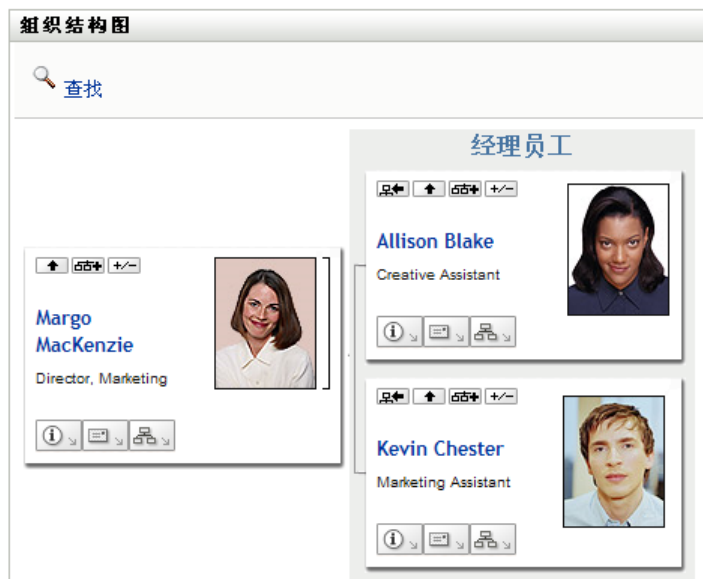 组织结构图
查找
经理员工
Margo
MacKenzie
Director, Marketing
Allison Blake
Creative Assistant
Kevin Chester
Marketing Assistant